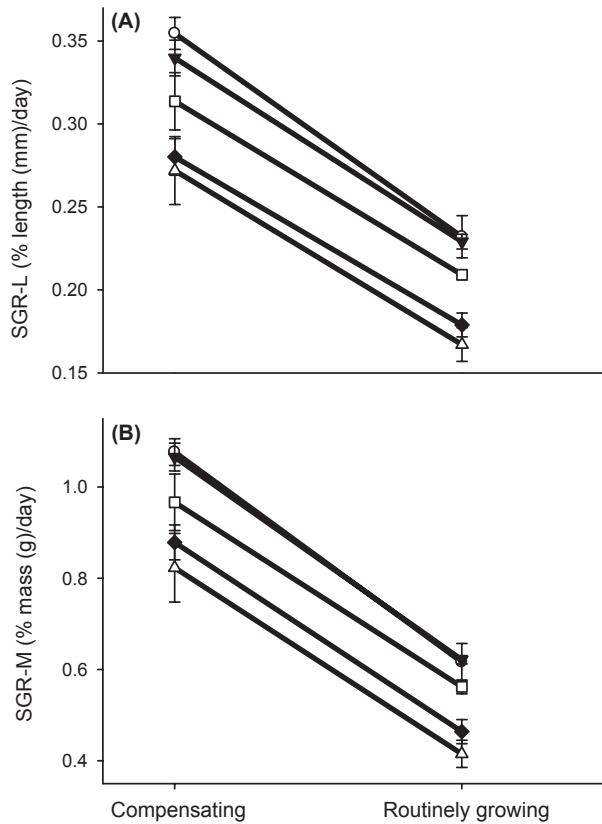 (A)
SGR-L (% length (mm)/day)
0.35
0.30
0.25
0.20
0.15
(B)
SGR-M (% mass (g)/day)
1.0
0.8
0.6
0.4
Compensating Routinely growing